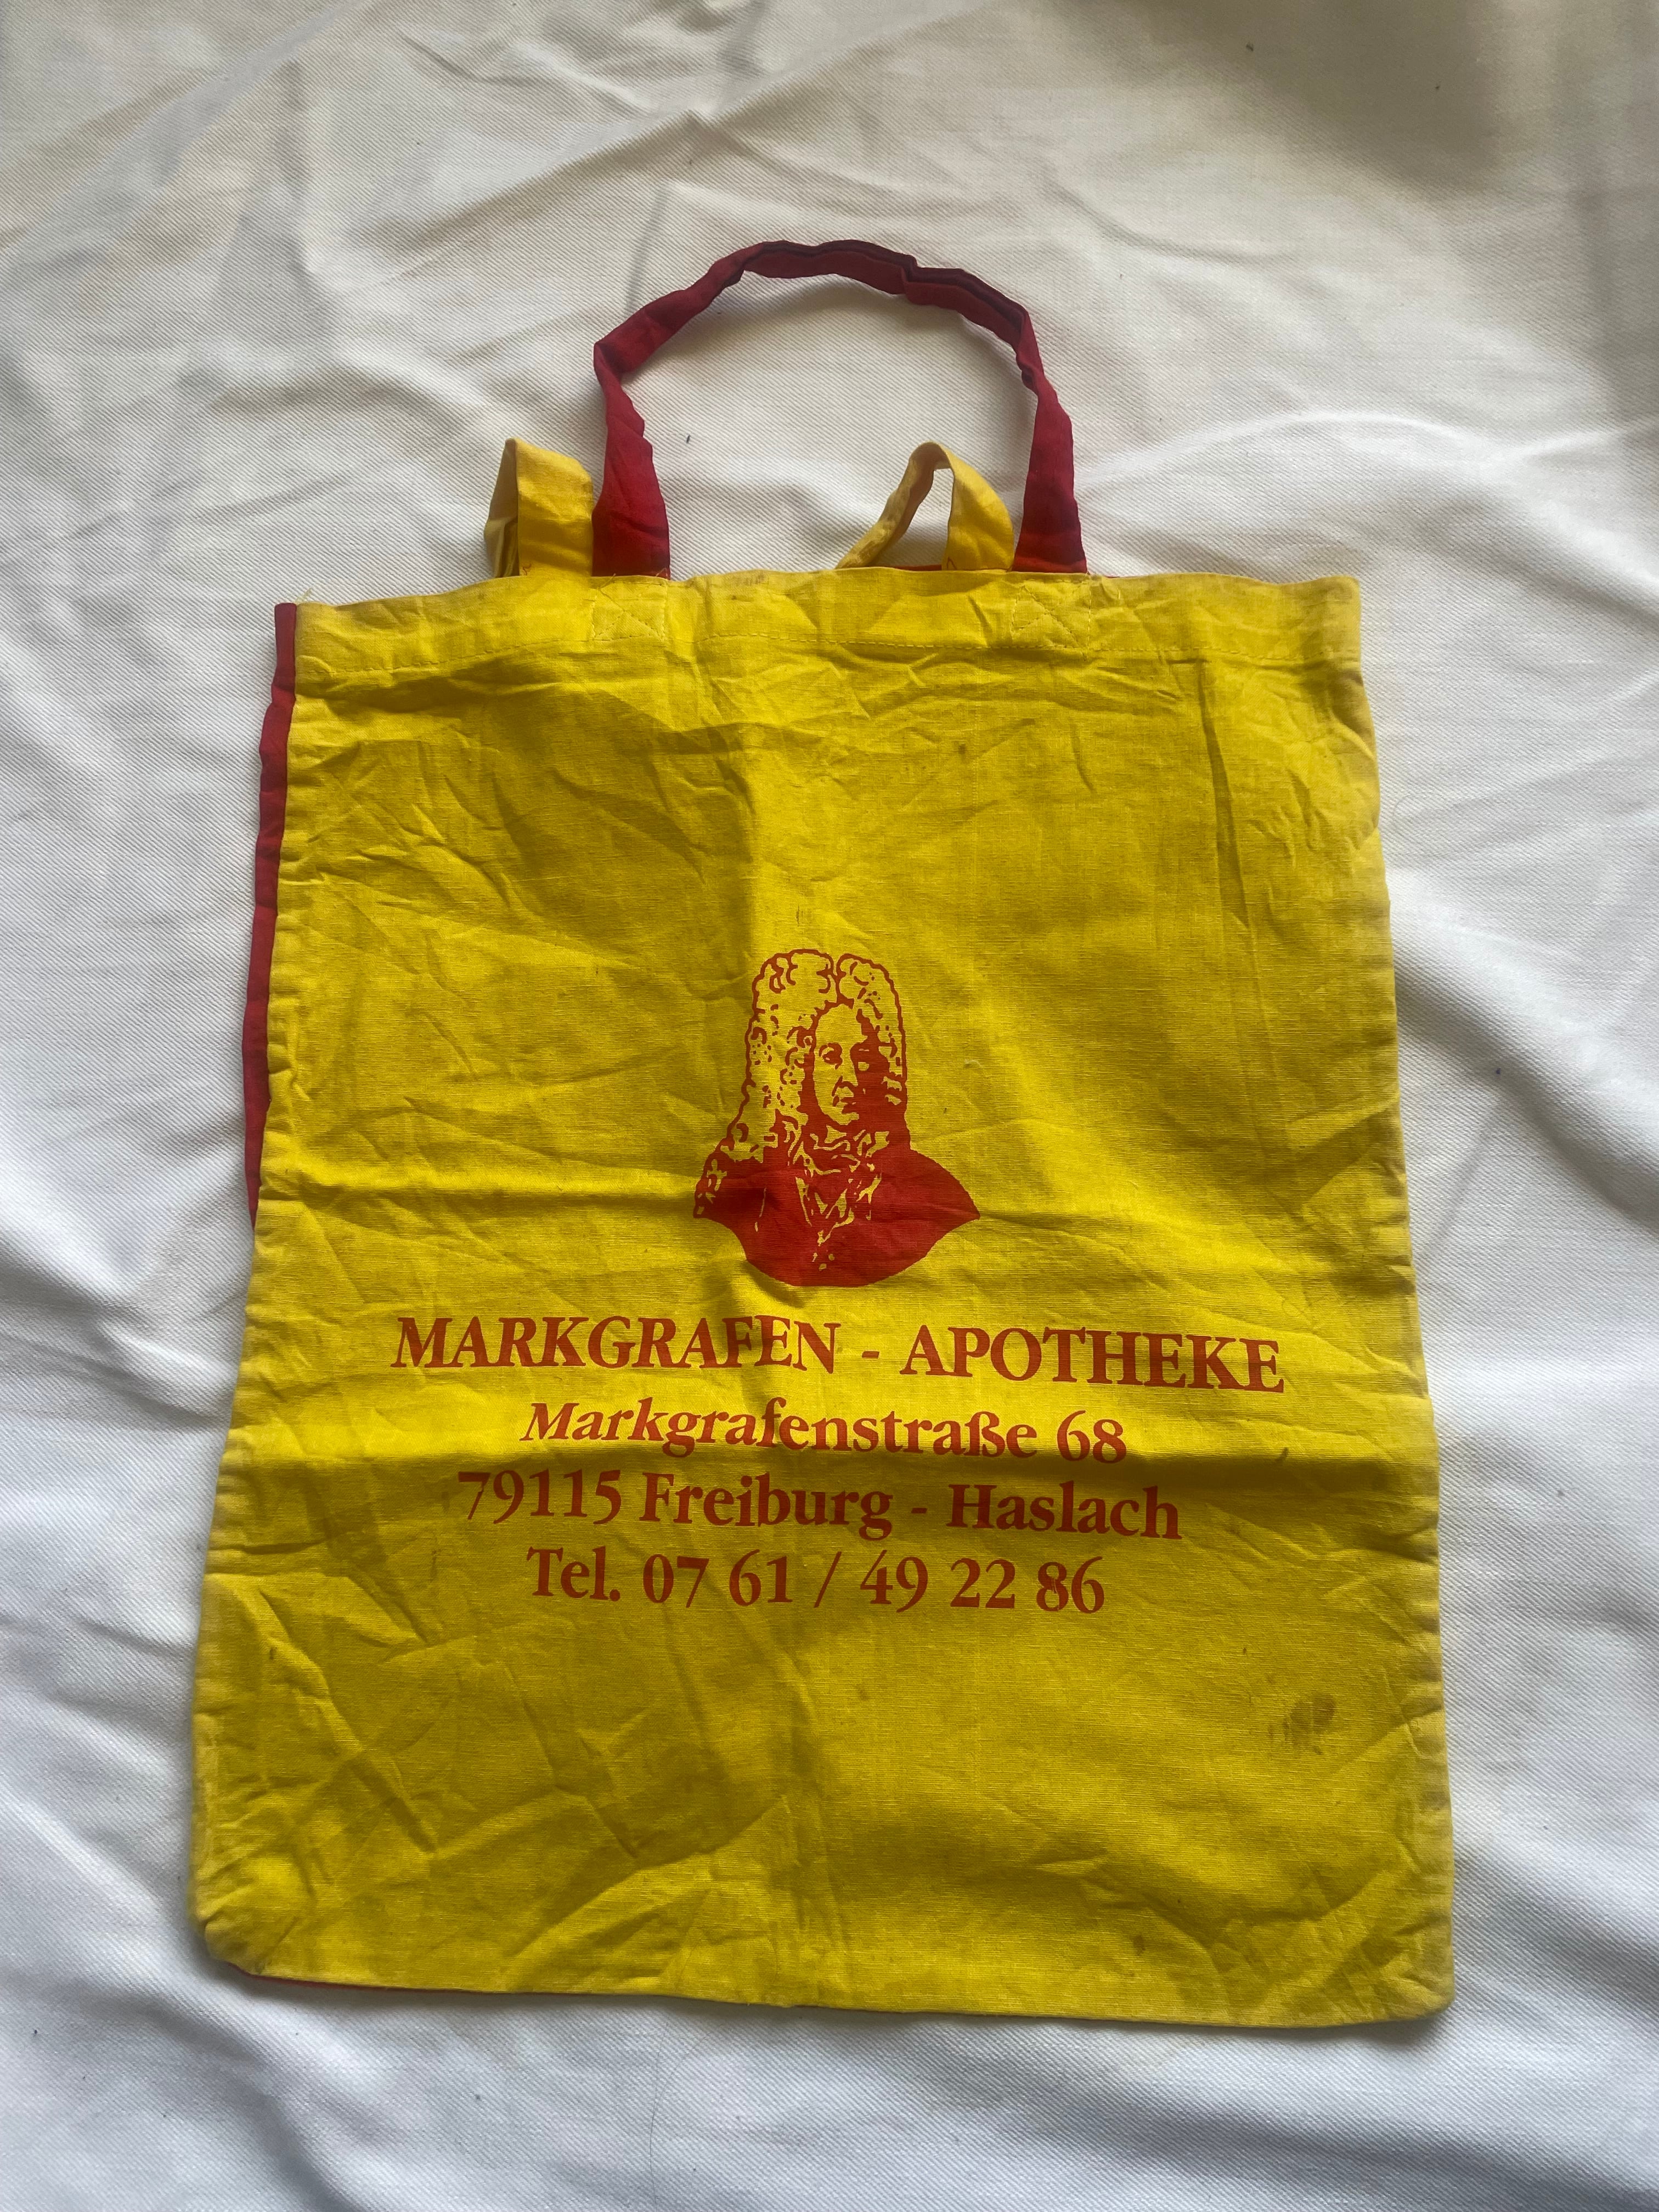 MARKGRAFEN - APOTHEKE
Markgrafenstraße 68
79115 Freiburg - Haslach
Tel. 07 61 / 49 22 86